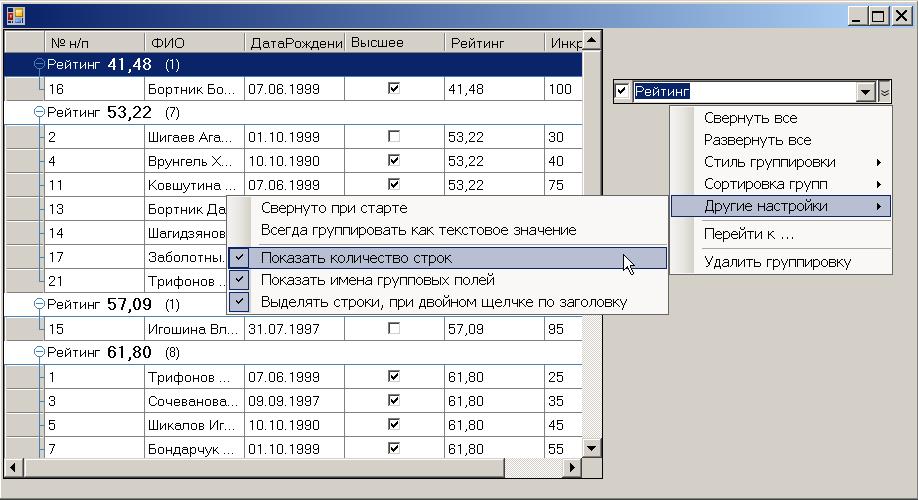 № н/п ФИО ДатаРождени Высшее Рейтинг Инкр
Рейтинг 41,48 (1)
16 Бортник Бо... 07.06.1999 41,48 100
Рейтинг 53,22 (7)
2 Шигаев Ага... 01.10.1999 53,22 30
4 Врунгель Х... 10.10.1990 53,22 40
11 Ковшутина ... 07.06.1999 53,22 75
13 Бортник Да
14 Шагидзянов
17 Заболотны.
21 Трифонов
Рейтинг 57,09 (1)
15 Игошина Вл... 31.07.1997 57,09 95
Рейтинг 61,80 (8)
1 Трифонов ... 07.06.1999 61,80 25
3 Сочеванова... 09.09.1997 61,80 35
5 Шикалов Иг... 10.10.1990 61,80 45
7 Бондарчук ... 01.10.1999 61,80 55
Рейтинг
Свернуть все
Развернуть все
Стиль группировки
Сортировка групп
Другие настройки
Перейти к ...
Удалить группировку
Свернуто при старте
Всегда группировать как текстовое значение
Показать количество строк
Показать имена групповых полей
Выделять строки, при двойном щелчке по заголовку